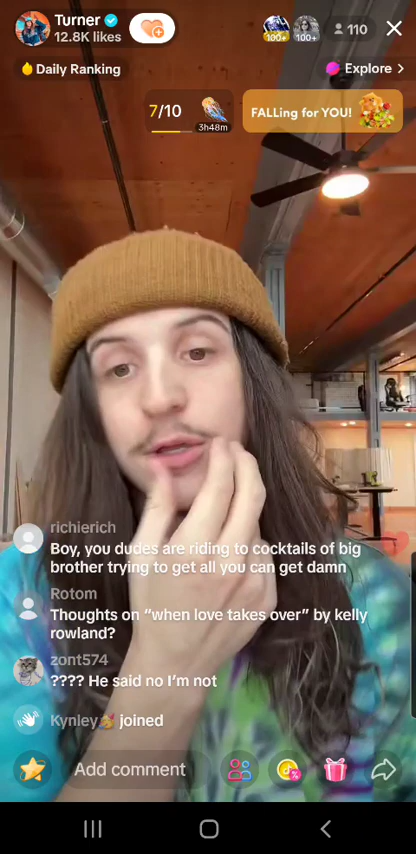 Turner
12.8K likes
100+
100+
110
Daily Ranking
Explore >
7/10
3h48m
FALLing for YOU!
richierich
Boy, you dudes are riding to cocktails of big
brother trying to get all you can get damn
Rotom
Thoughts on “when love takes over” by kelly
rowland?
zont574
???? He said no I’m not
Kynley🥳 joined
Add comment